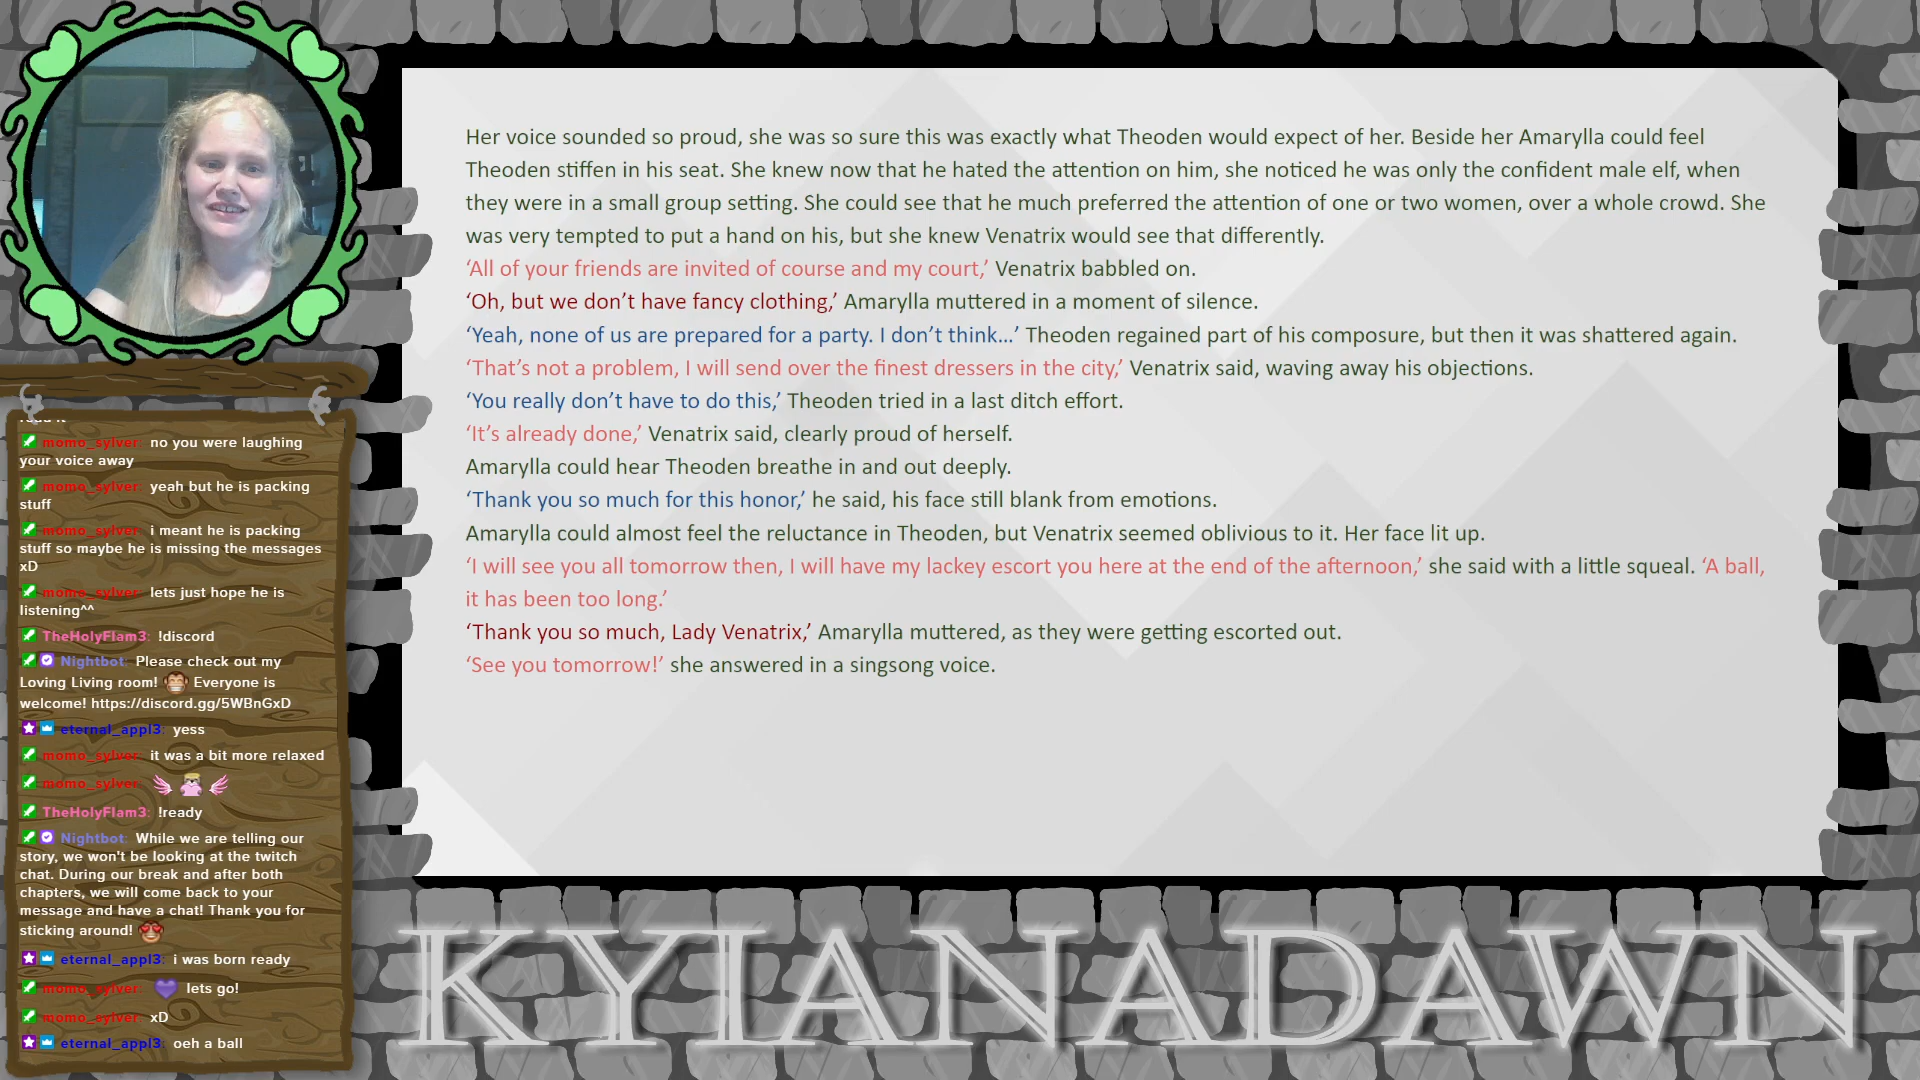 Her voice sounded so proud, she was so sure this was exactly what Theoden would expect of her. Beside her Amarylla could feel
Theoden stiffen in his seat. She knew now that he hated the attention on him, she noticed he was only the confident male elf, when
they were in a small group setting. She could see that he much preferred the attention of one or two women, over a whole crowd. She
was very tempted to put a hand on his, but she knew Venatrix would see that differently.
‘All of your friends are invited of course and my court,’ Venatrix babbled on.
‘Oh, but we don’t have fancy clothing,’ Amarylla muttered in a moment of silence.
‘Yeah, none of us are prepared for a party. I don’t think…’ Theoden regained part of his composure, but then it was shattered again.
‘That’s not a problem, I will send over the finest dressers in the city,’ Venatrix said, waving away his objections.
‘You really don’t have to do this,’ Theoden tried in a last ditch effort.
‘It’s already done,’ Venatrix said, clearly proud of herself.
Amarylla could hear Theoden breathe in and out deeply.
‘Thank you so much for this honor,’ he said, his face still blank from emotions.
Amarylla could almost feel the reluctance in Theoden, but Venatrix seemed oblivious to it. Her face lit up.
‘I will see you all tomorrow then, I will have my lackey escort you here at the end of the afternoon,’ she said with a little squeal. ‘A ball,
it has been too long.’
‘Thank you so much, Lady Venatrix,’ Amarylla muttered, as they were getting escorted out.
‘See you tomorrow!’ she answered in a singsong voice.
momo_sylver: no you were laughing
your voice away
momo_sylver: yeah but he is packing
stuff
momo_sylver: i meant he is packing
stuff so maybe he is missing the messages
xD
momo_sylver: lets just hope he is
listening^^
TheHolyFlam3: !discord
Nightbot: Please check out my
Loving Living room! Everyone is
welcome! https://discord.gg/5WBnGxD
eternal_appl3: yess
momo_sylver: it was a bit more relaxed
momo_sylver:
TheHolyFlam3: !ready
Nightbot: While we are telling our
story, we won't be looking at the twitch
chat. During our break and after both
chapters, we will come back to your
message and have a chat! Thank you for
sticking around!
eternal_appl3: i was born ready
momo_sylver: lets go!
momo_sylver: xD
eternal_appl3: oeh a ball
KYIANADAWN